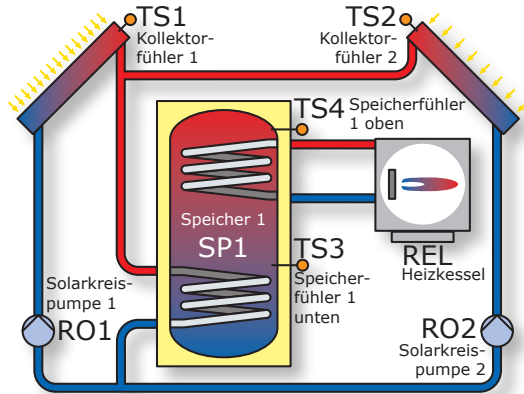 TS1
Kollektor-
fühler 1
TS2
Kollektor-
fühler 2
TS4 Speicherfühler
1 oben
Speicher 1
SP1
TS3
Speicher-
fühler 1
unten
REL
Heizkessel
Solarkreis-
pumpe 1
RO1
RO2
Solarkreis-
pumpe 2